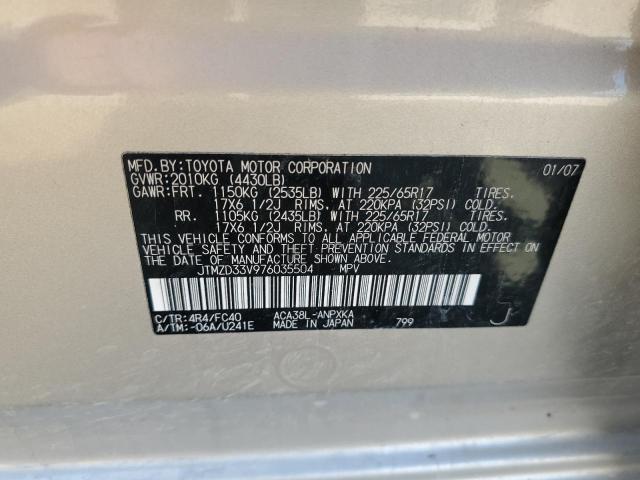 MFD.BY:TOYOTA MOTOR CORPORATION 01/07
GVWR:2010KG (4430LB)
GAWR:FRT. 1150KG (2535LB) WITH 225/65R17 TIRES.
17X6 1/2J RIMS, AT 220KPA (32PSI) COLD.
RR. 1105KG (2435LB) WITH 225/65R17 TIRES.
17X6 1/2J RIMS, AT 220KPA (32PSI) COLD.
THIS VEHICLE CONFORMS TO ALL APPLICABLE FEDERAL MOTOR
VEHICLE SAFETY AND THEFT PREVENTION STANDARDS IN EFFECT ON
THE DATE OF MANUFACTURE SHOWN ABOVE.
JTMZD33V976035504 MPV
C/TR:4R4/FC40 ACA38L-ANPXKA J
A/TM:-06A/U241E MADE IN JAPAN 799